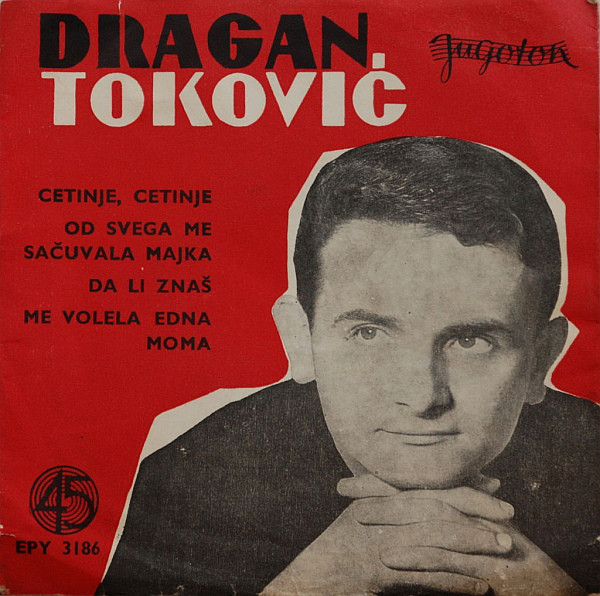 DRAGAN
TOKOVIĆ
Jugoton
CETINJE, CETINJE
OD SVEGA ME
SAČUVALA MAJKA
DA LI ZNAŠ
ME VOLELA EDNA
MOMA
45
EPY 3186